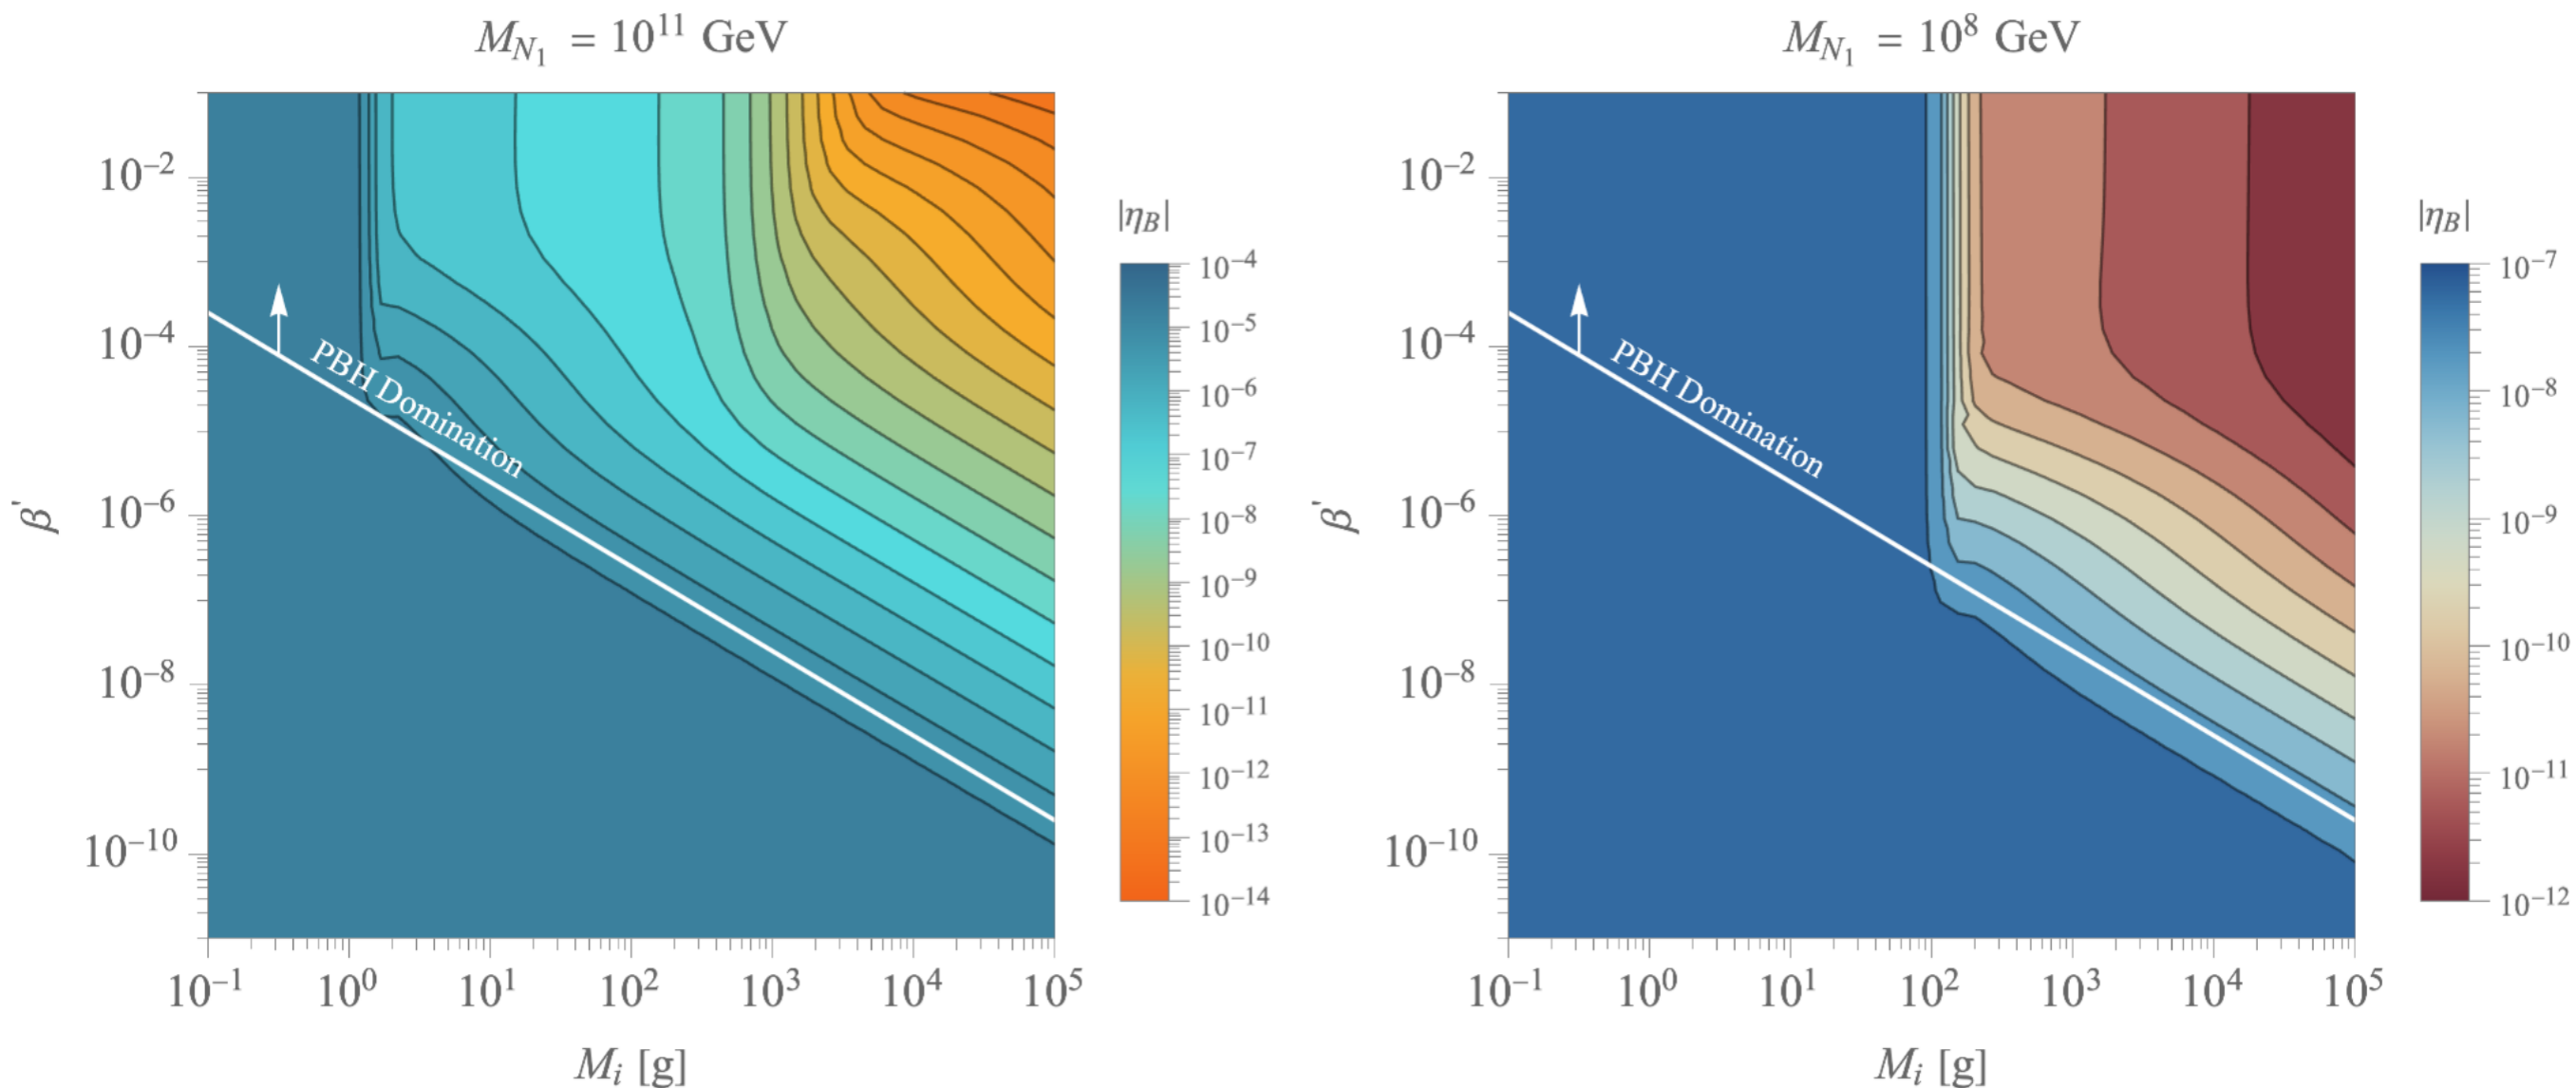 M_{N_1} = 10^{11} GeV
10^{−2}
10^{−4}
10^{−6}
10^{−8}
10^{−10}
β'
PBH Domination
10^{−1} 10^{0} 10^{1} 10^{2} 10^{3} 10^{4} 10^{5}
M_i [g]
|η_B|
10^{−4}
10^{−5}
10^{−6}
10^{−7}
10^{−8}
10^{−9}
10^{−10}
10^{−11}
10^{−12}
10^{−13}
10^{−14}
M_{N_1} = 10^{8} GeV
10^{−2}
10^{−4}
10^{−6}
10^{−8}
10^{−10}
β'
PBH Domination
10^{−1} 10^{0} 10^{1} 10^{2} 10^{3} 10^{4} 10^{5}
M_i [g]
|η_B|
10^{−7}
10^{−8}
10^{−9}
10^{−10}
10^{−11}
10^{−12}